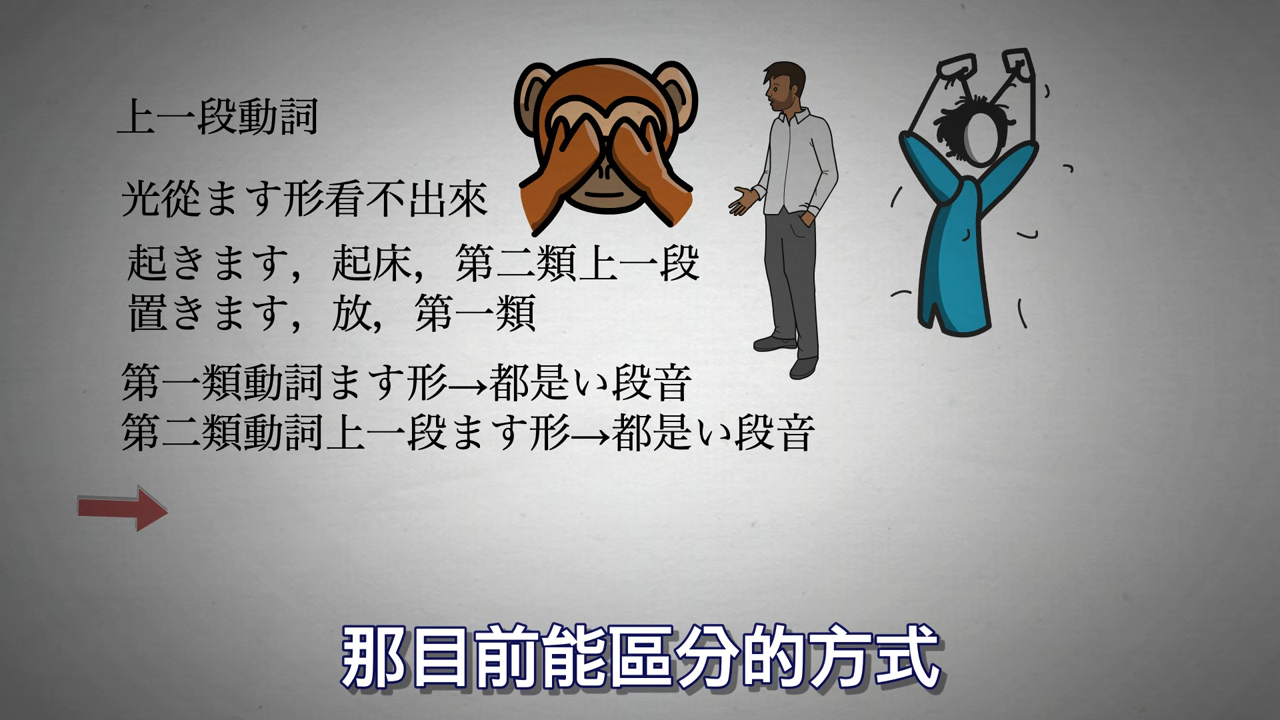 上一段動詞
光從ます形看不出來
起きます，起床，第二類上一段
置きます，放，第一類
第一類動詞ます形→都是い段音
第二類動詞上一段ます形→都是い段音
那目前能區分的方式